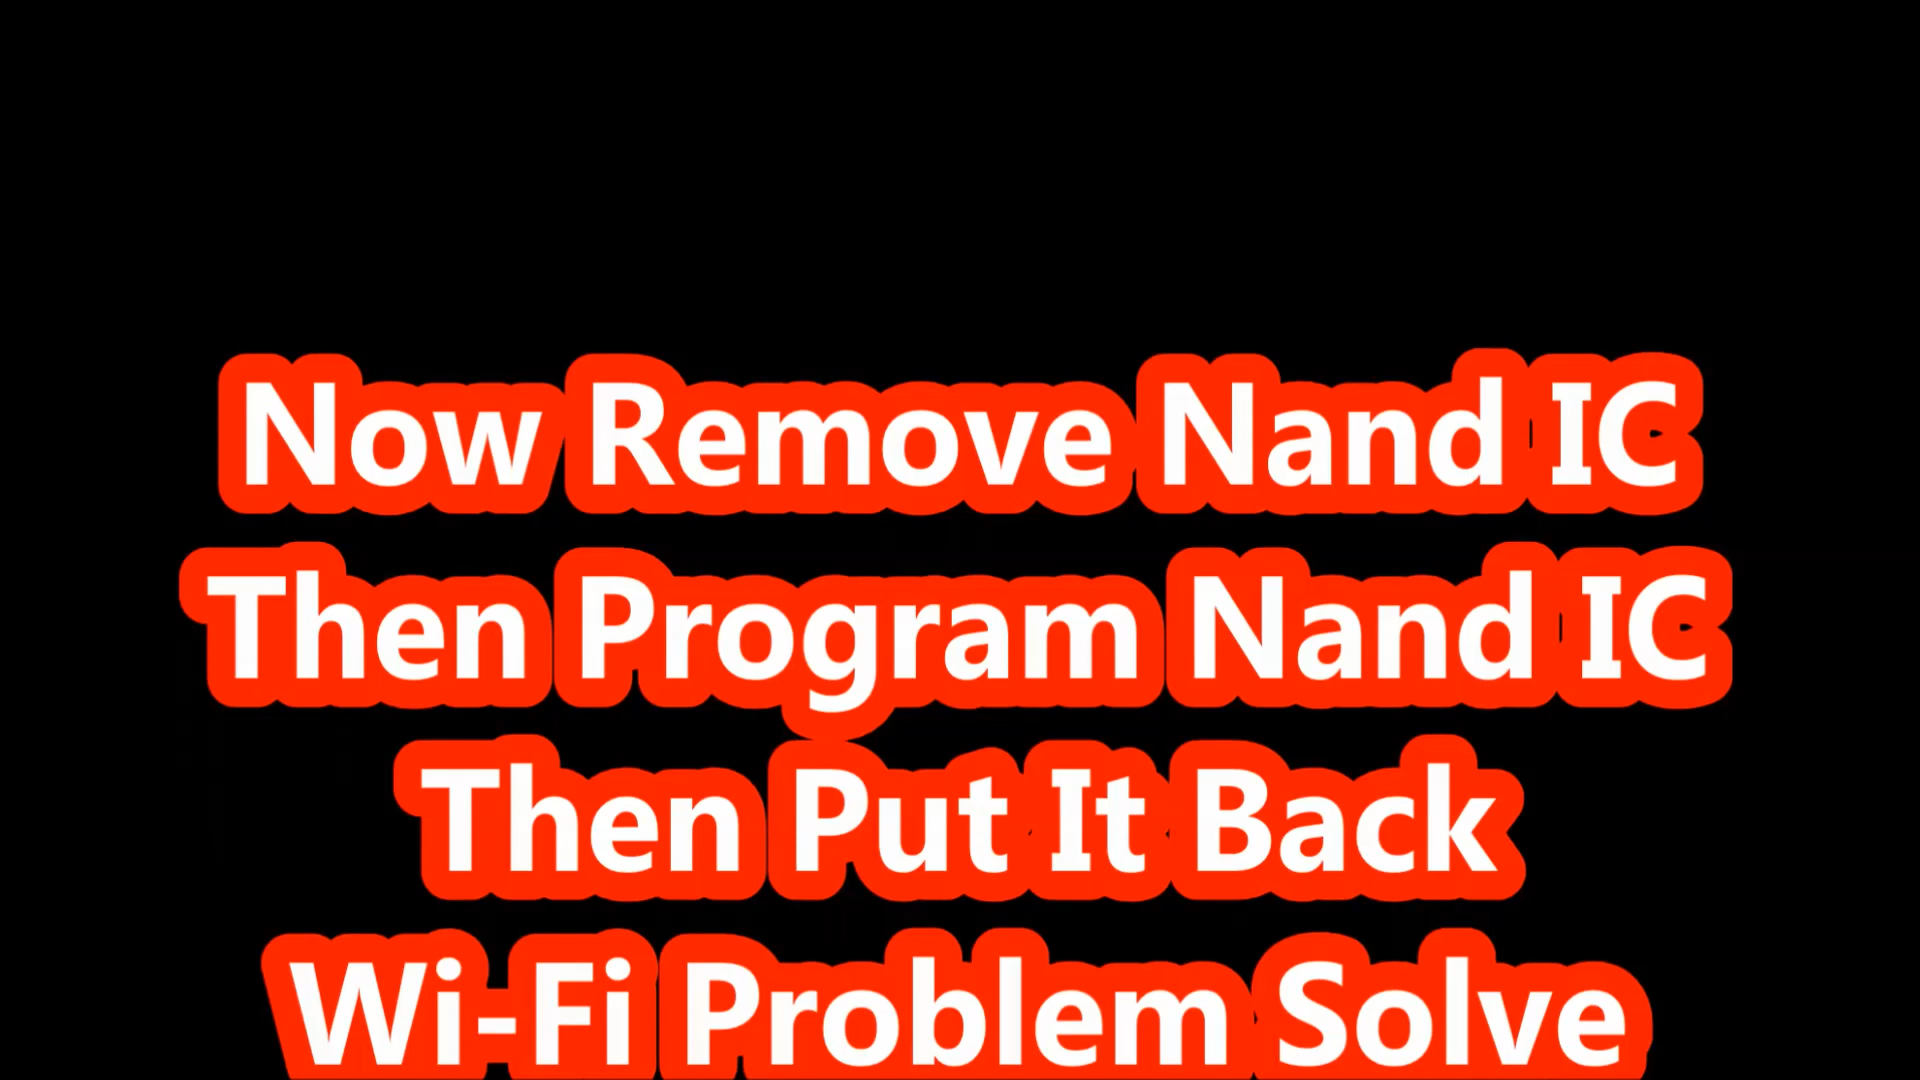 Now Remove Nand IC
Then Program Nand IC
Then Put It Back
Wi-Fi Problem Solve